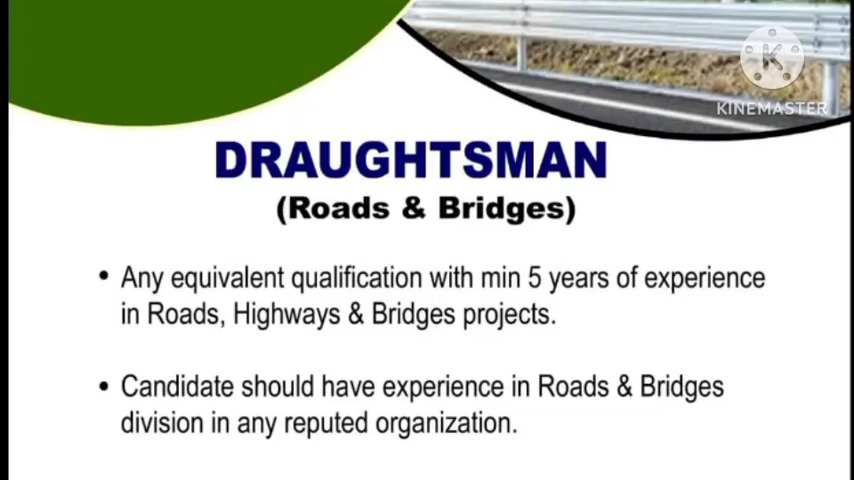 KINEMASTER
DRAUGHTSMAN
(Roads & Bridges)
• Any equivalent qualification with min 5 years of experience
in Roads, Highways & Bridges projects.
• Candidate should have experience in Roads & Bridges
division in any reputed organization.